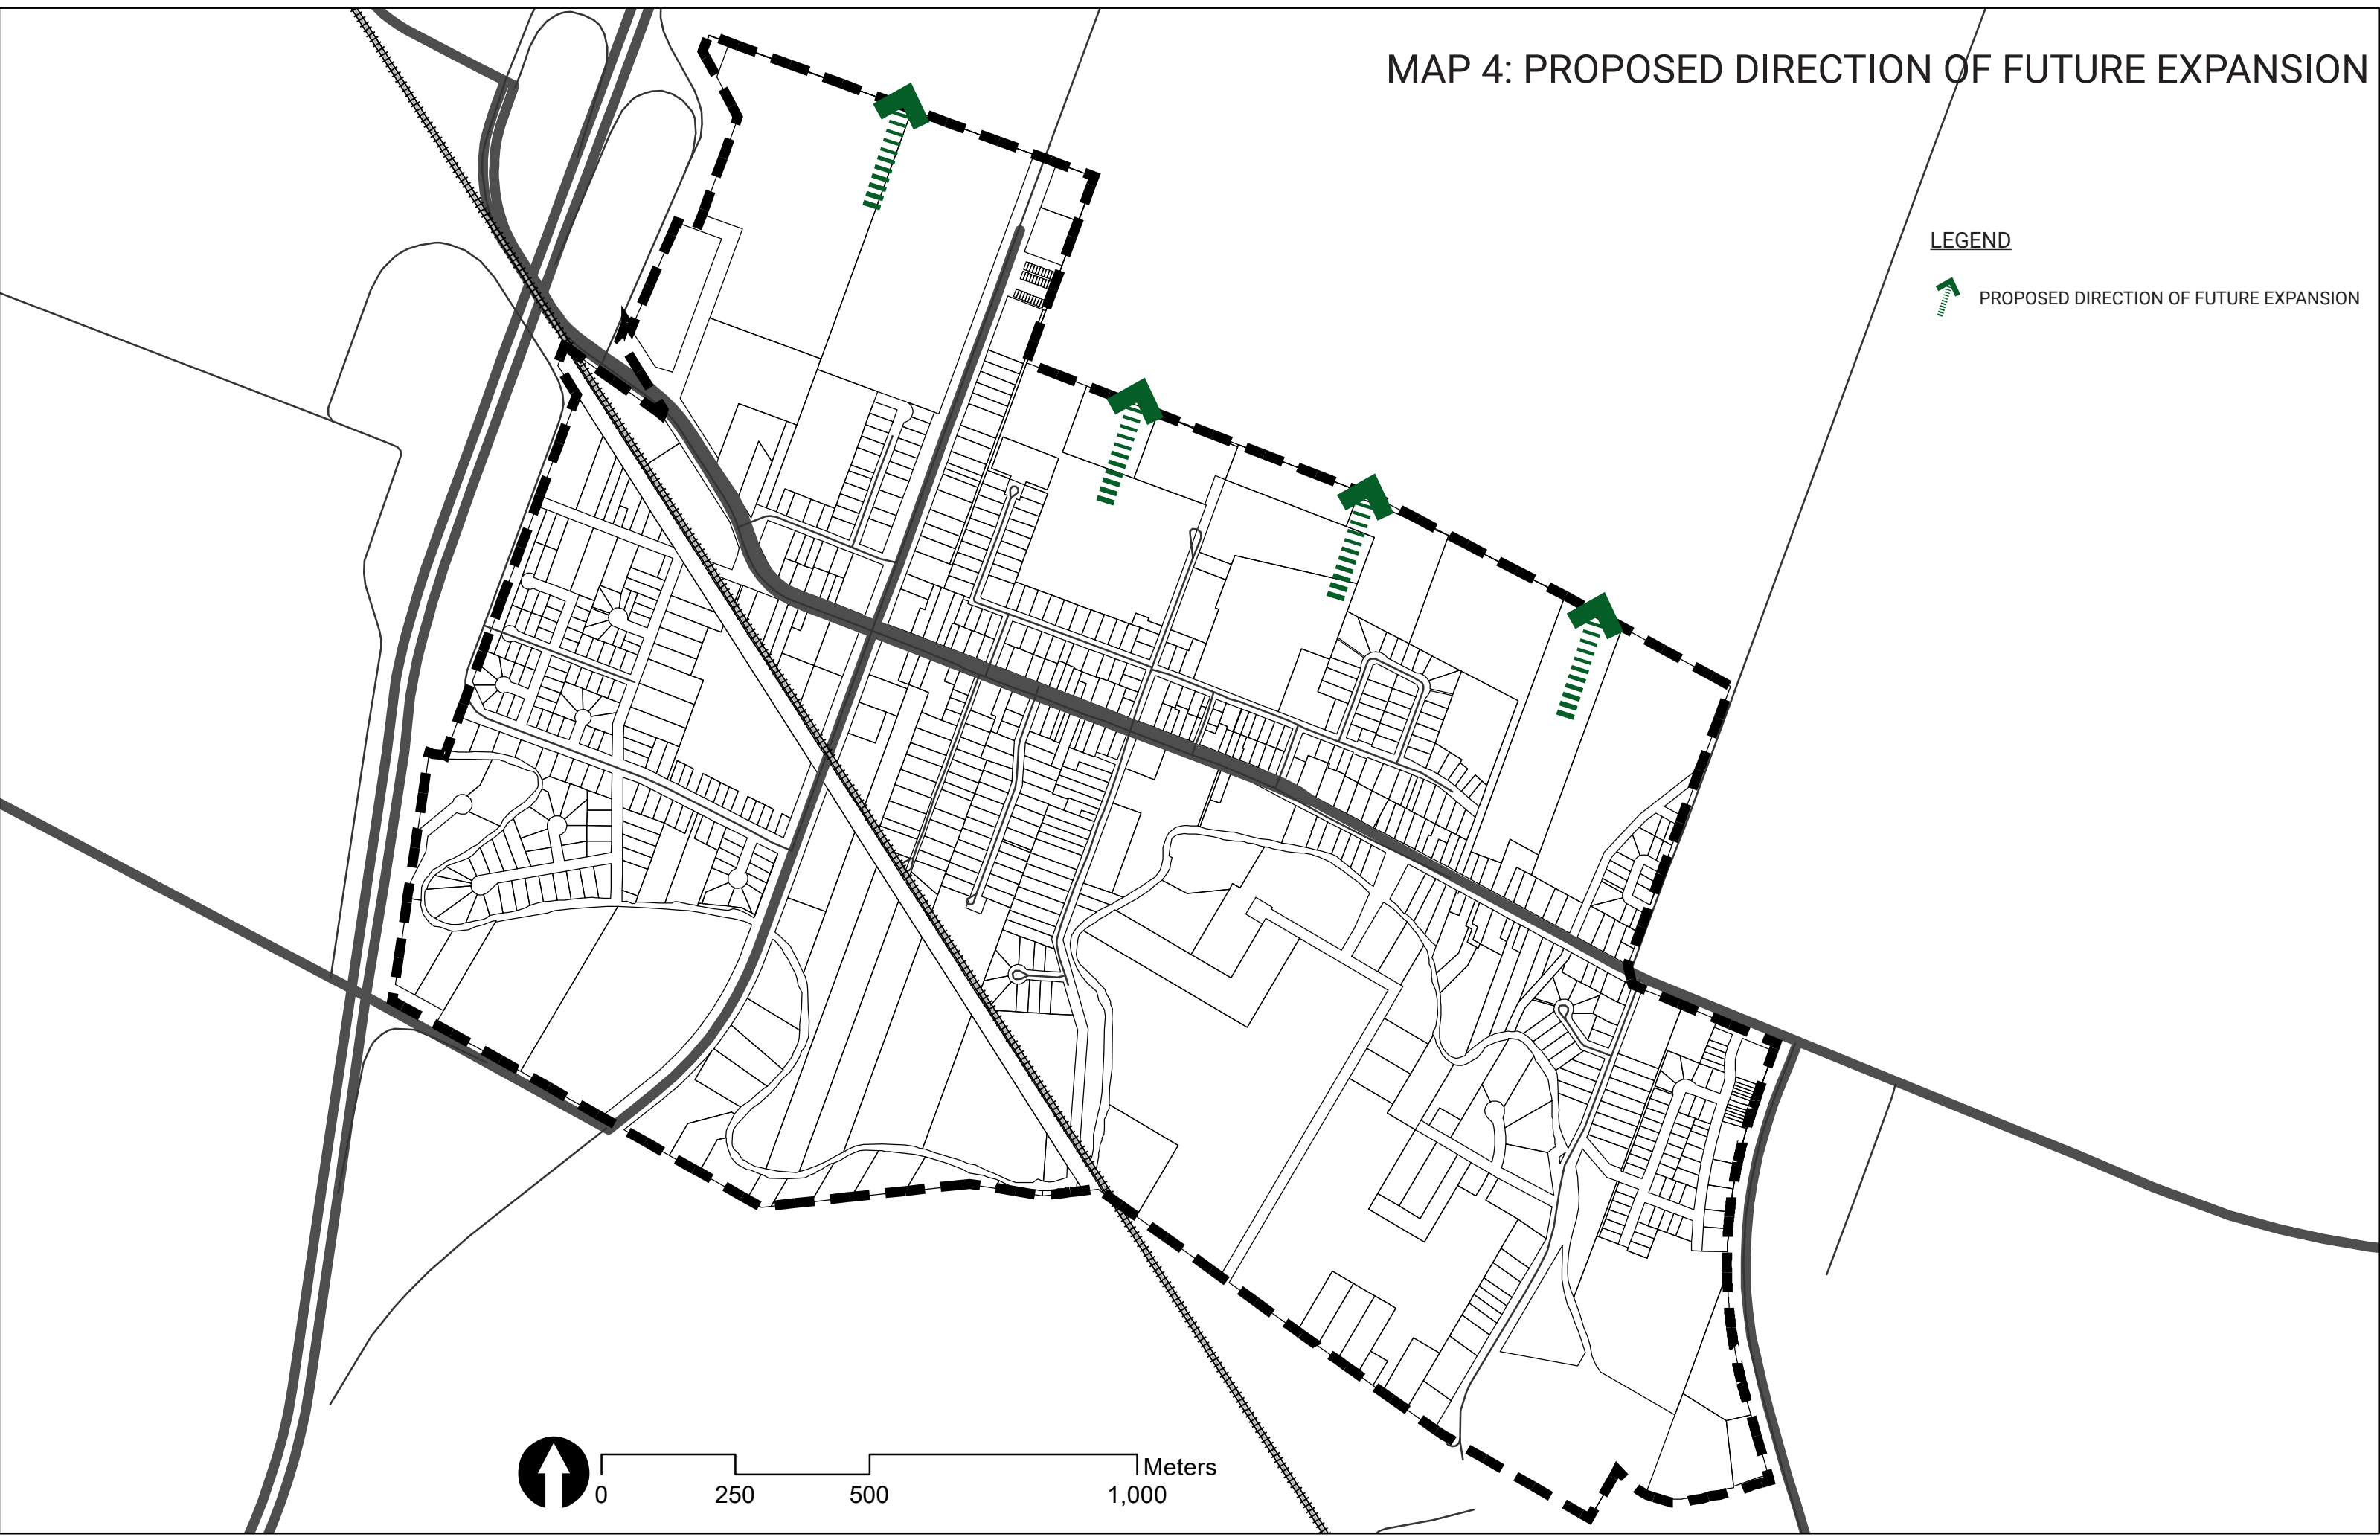 MAP 4: PROPOSED DIRECTION OF FUTURE EXPANSION
LEGEND
PROPOSED DIRECTION OF FUTURE EXPANSION
Meters
0 250 500 1,000